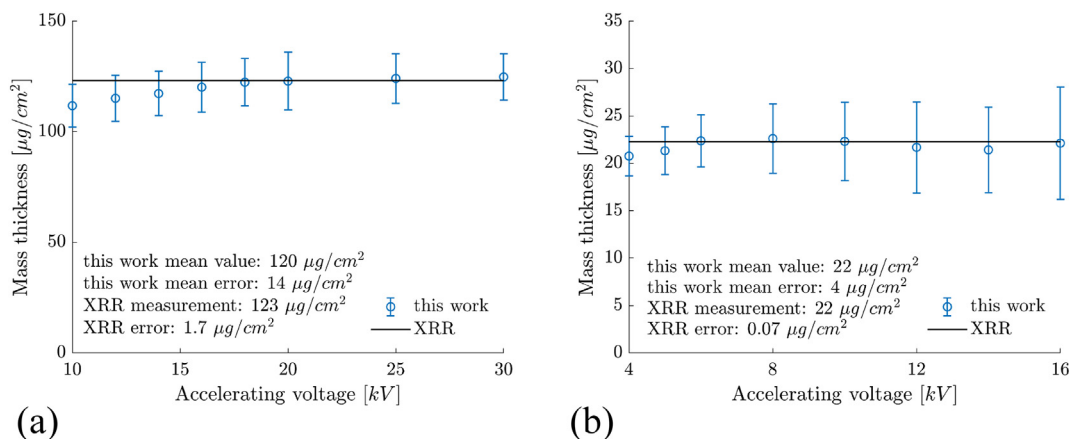 150
100
50
0
Mass thickness [μg/cm²]
this work mean value: 120 μg/cm²
this work mean error: 14 μg/cm²
XRR measurement: 123 μg/cm²
XRR error: 1.7 μg/cm²
this work
XRR
10 15 20 25 30
Accelerating voltage [kV]
(a)
35
30
25
20
15
10
5
0
Mass thickness [μg/cm²]
this work mean value: 22 μg/cm²
this work mean error: 4 μg/cm²
XRR measurement: 22 μg/cm²
XRR error: 0.07 μg/cm²
this work
XRR
4 8 12 16
Accelerating voltage [kV]
(b)